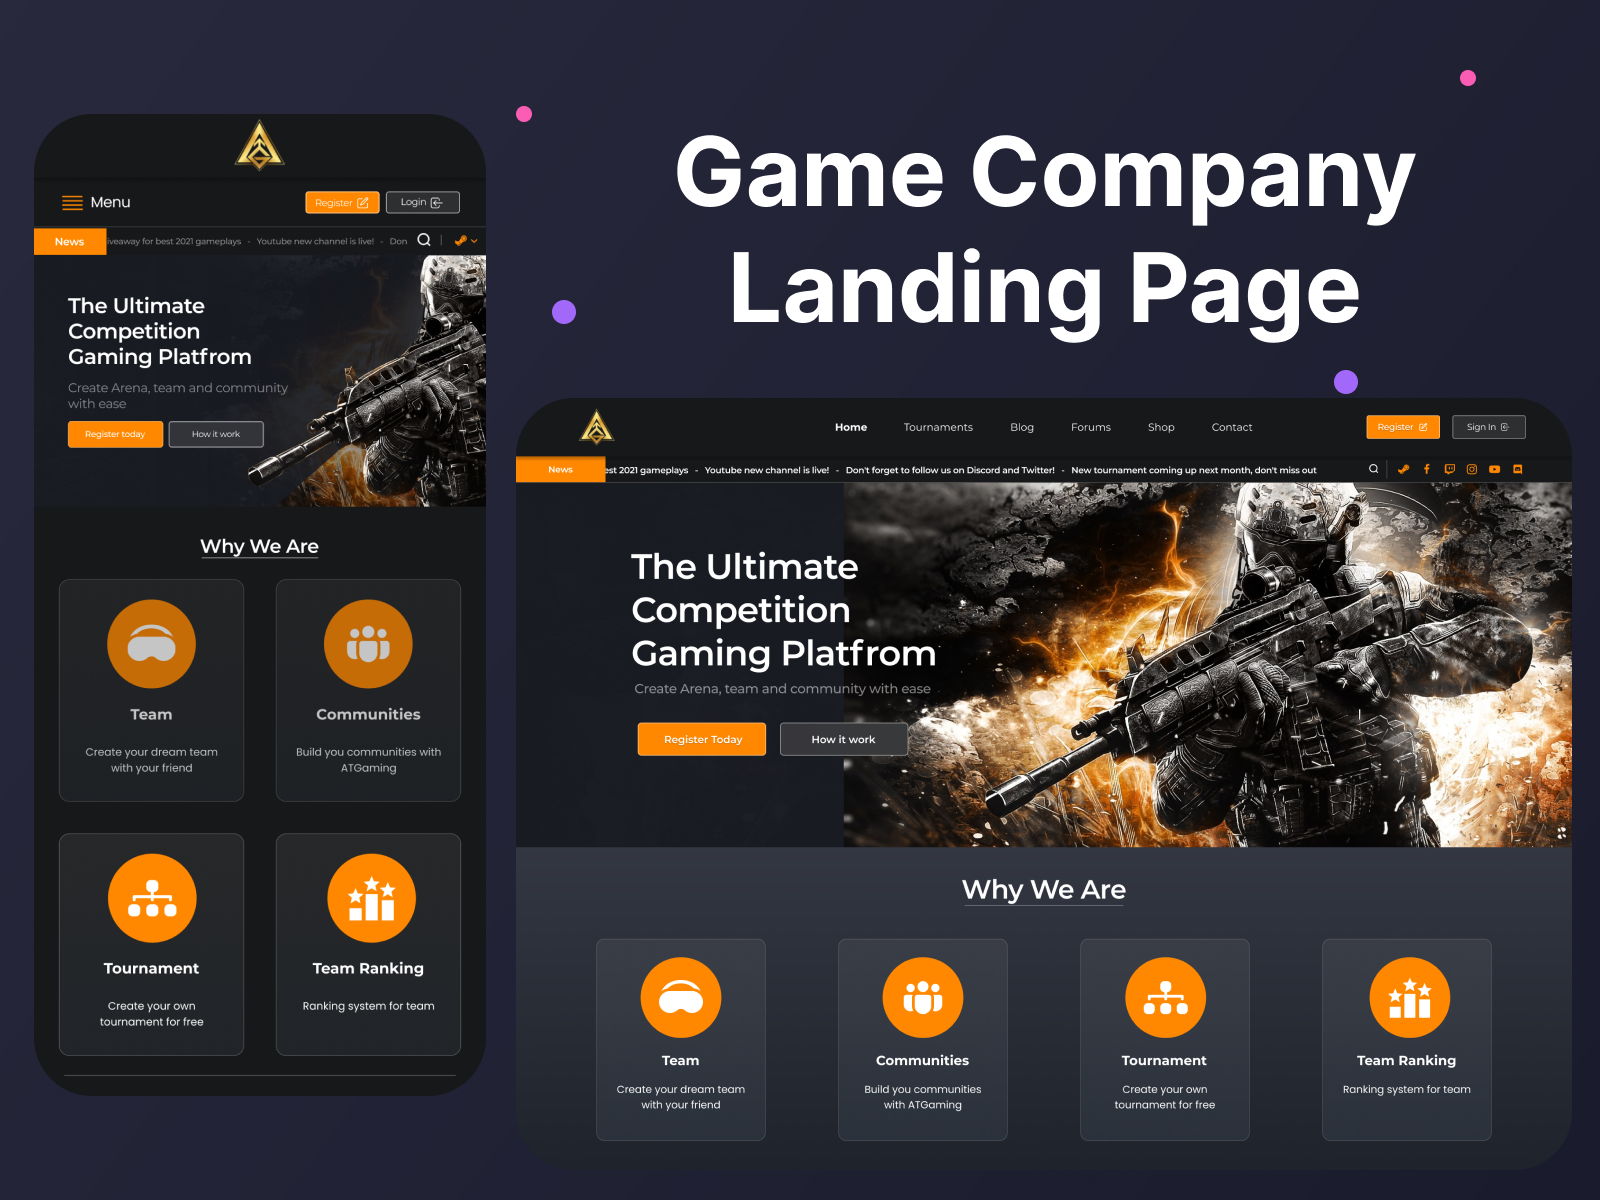 Game Company
Landing Page
Menu
Register
Login
News
iveaway for best 2021 gameplays - Youtube new channel is live! - Don
The Ultimate
Competition
Gaming Platfrom
Create Arena, team and community
with ease
Register today
How it work
Why We Are
Team
Create your dream team
with your friend
Communities
Build you communities with
ATGaming
Tournament
Create your own
tournament for free
Team Ranking
Ranking system for team
Home
Tournaments
Blog
Forums
Shop
Contact
Register
Sign In
News
est 2021 gameplays - Youtube new channel is live! - Don't forget to follow us on Discord and Twitter! - New tournament coming up next month, don't miss out
The Ultimate
Competition
Gaming Platfrom
Create Arena, team and community with ease
Register Today
How it work
Why We Are
Team
Create your dream team
with your friend
Communities
Build you communities
with ATGaming
Tournament
Create your own
tournament for free
Team Ranking
Ranking system for team